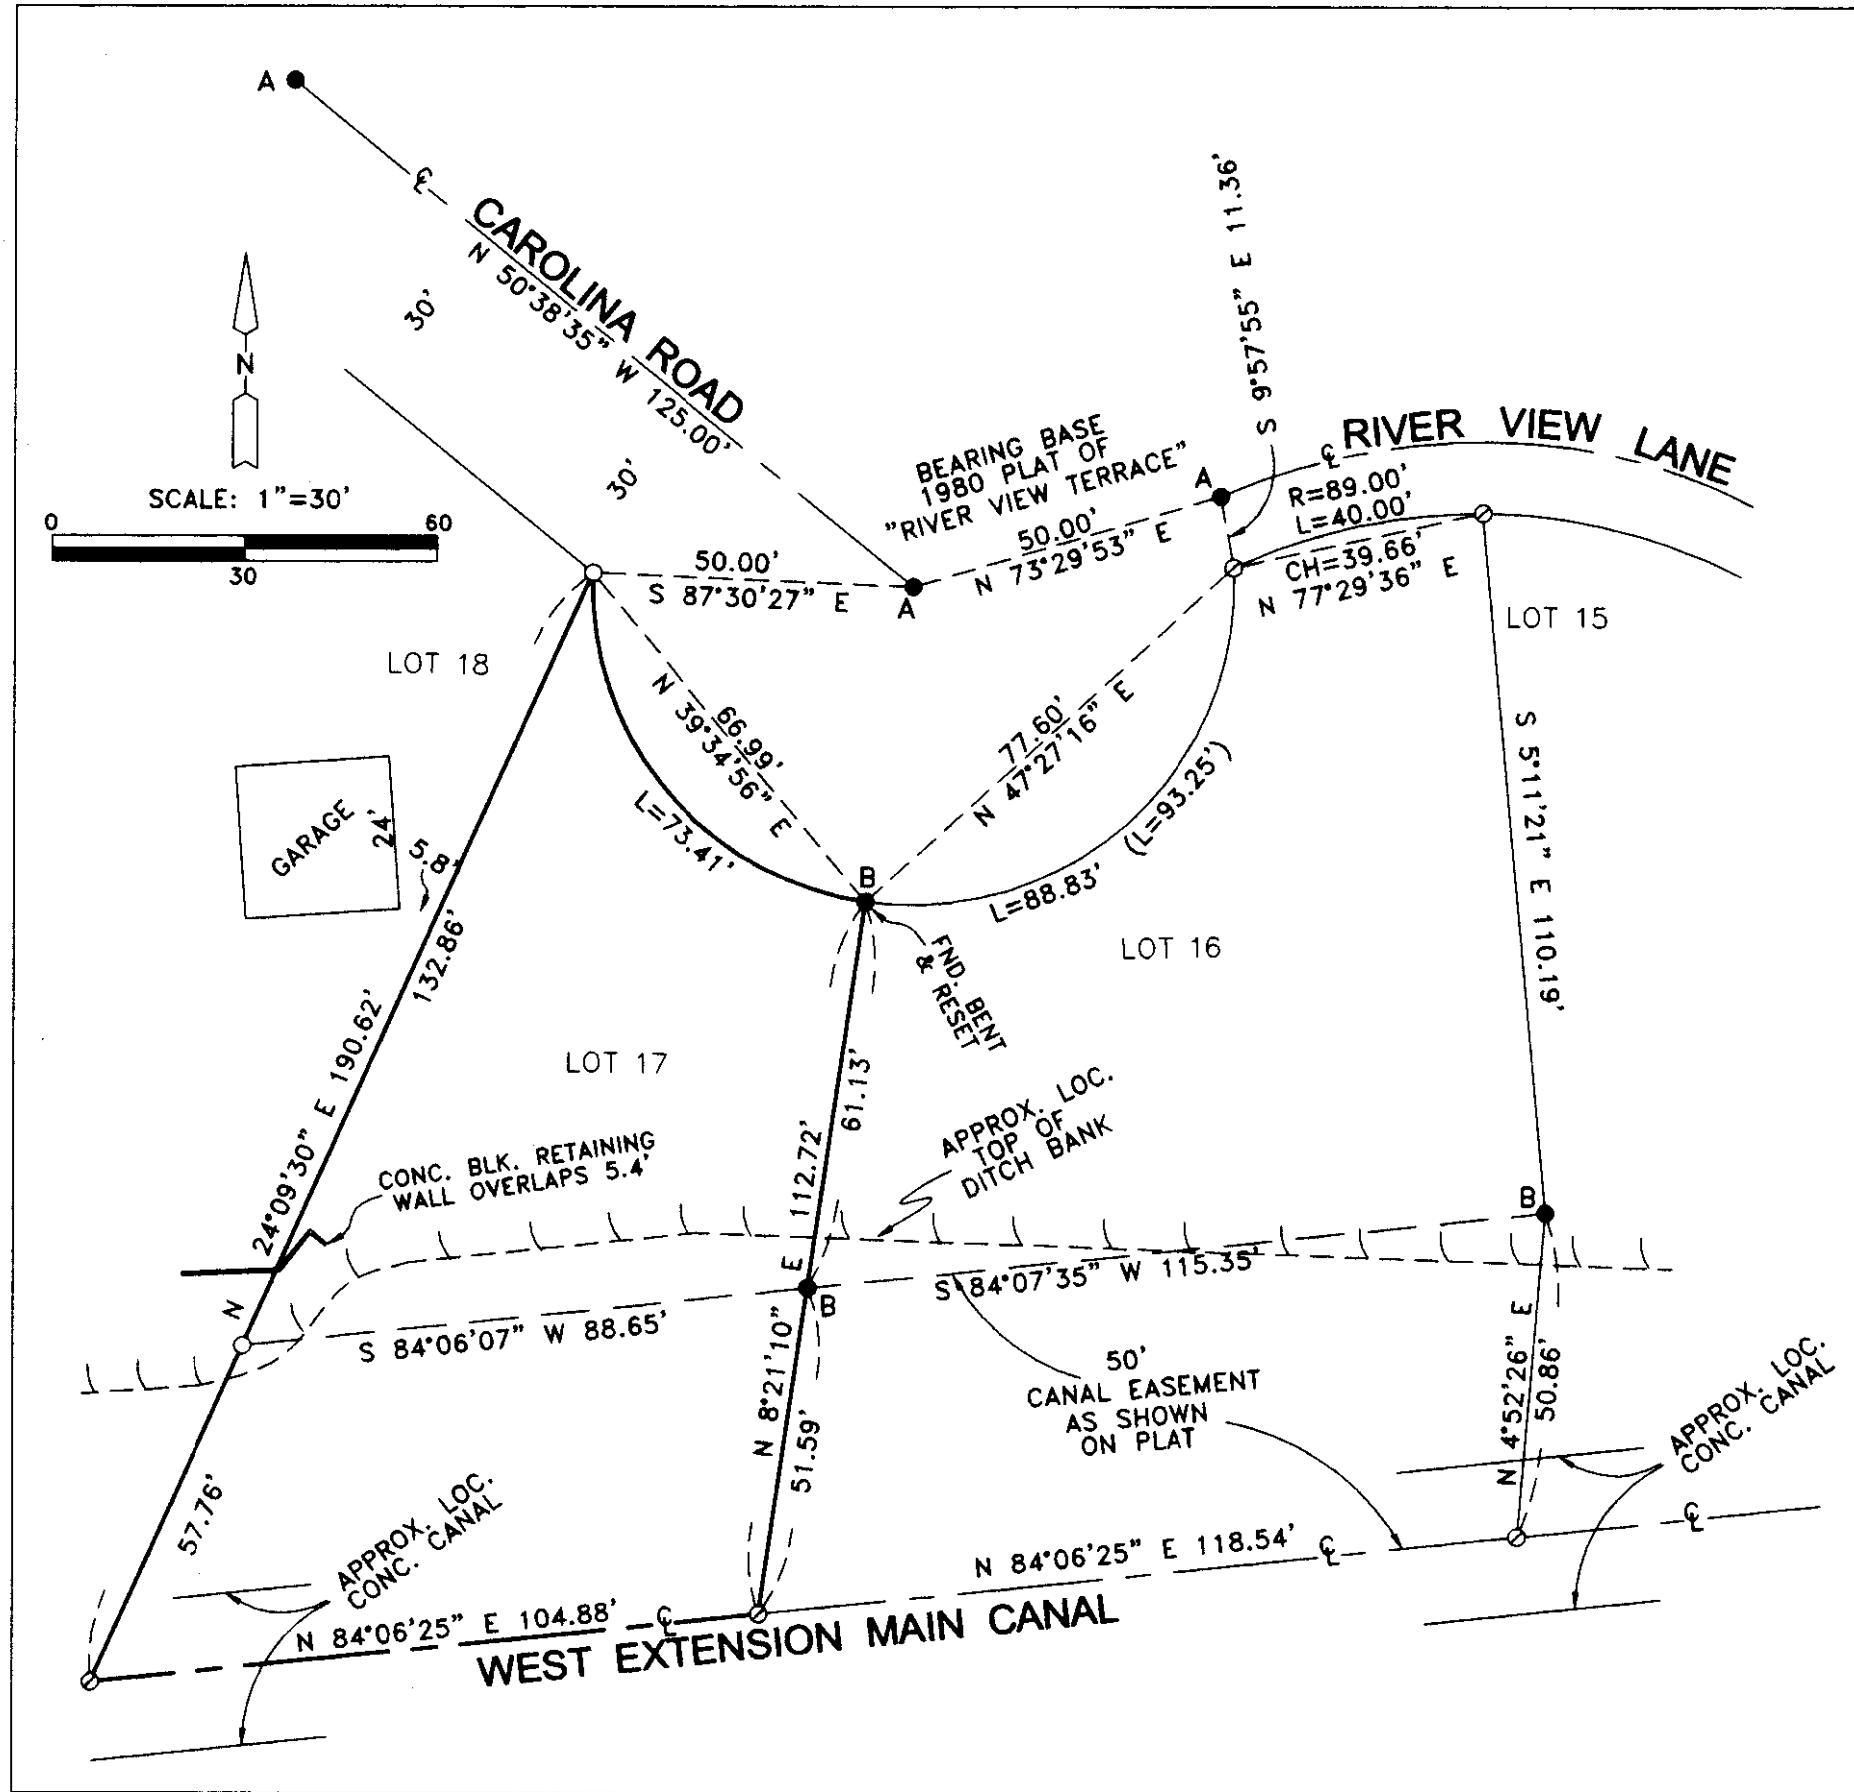 A
℄
CAROLINA ROAD
N 50°38'35" W 125.00'
30'
30'
N
SCALE: 1"=30'
0 60
30
S 9°57'55" E 11.36'
BEARING BASE
1980 PLAT OF
"RIVER VIEW TERRACE"
A
50.00'
N 73°29'53" E
℄
RIVER VIEW LANE
R=89.00'
L=40.00'
CH=39.66'
N 77°29'36" E
50.00'
S 87°30'27" E
A
LOT 15
LOT 18
66.99'
N 39°34'56" E
L=73.41'
77.60'
N 47°27'16" E
L=88.83' (L=93.25')
S 5°11'21" E 110.19'
GARAGE
24'
5.8'
132.86'
B
FND. BENT
& RESET
LOT 16
N 24°09'30" E 190.62'
LOT 17
61.13'
CONC. BLK. RETAINING
WALL OVERLAPS 5.4'
APPROX. LOC.
TOP OF
DITCH BANK
N 8°21'10" E 112.72'
B
B
S 84°06'07" W 88.65'
S 84°07'35" W 115.35'
51.59'
50'
CANAL EASEMENT
AS SHOWN
ON PLAT
N 4°52'26" E
50.86'
APPROX. LOC.
CONC. CANAL
57.76'
APPROX. LOC.
CONC. CANAL
N 84°06'25" E 104.88' ℄
N 84°06'25" E 118.54' ℄
℄
WEST EXTENSION MAIN CANAL